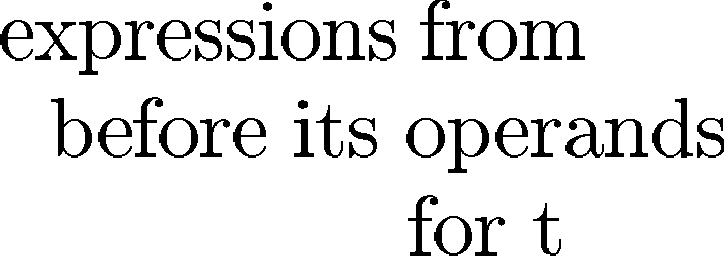 expressions from
before its operands
for t